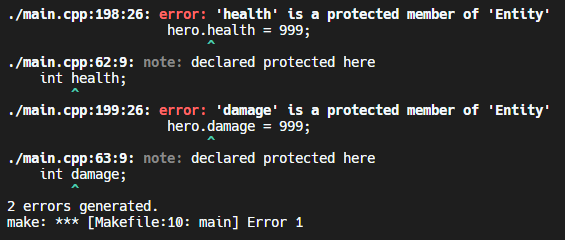 ./main.cpp:198:26: error: 'health' is a protected member of 'Entity'
hero.health = 999;
^
./main.cpp:62:9: note: declared protected here
int health;
^
./main.cpp:199:26: error: 'damage' is a protected member of 'Entity'
hero.damage = 999;
^
./main.cpp:63:9: note: declared protected here
int damage;
^
2 errors generated.
make: *** [Makefile:10: main] Error 1